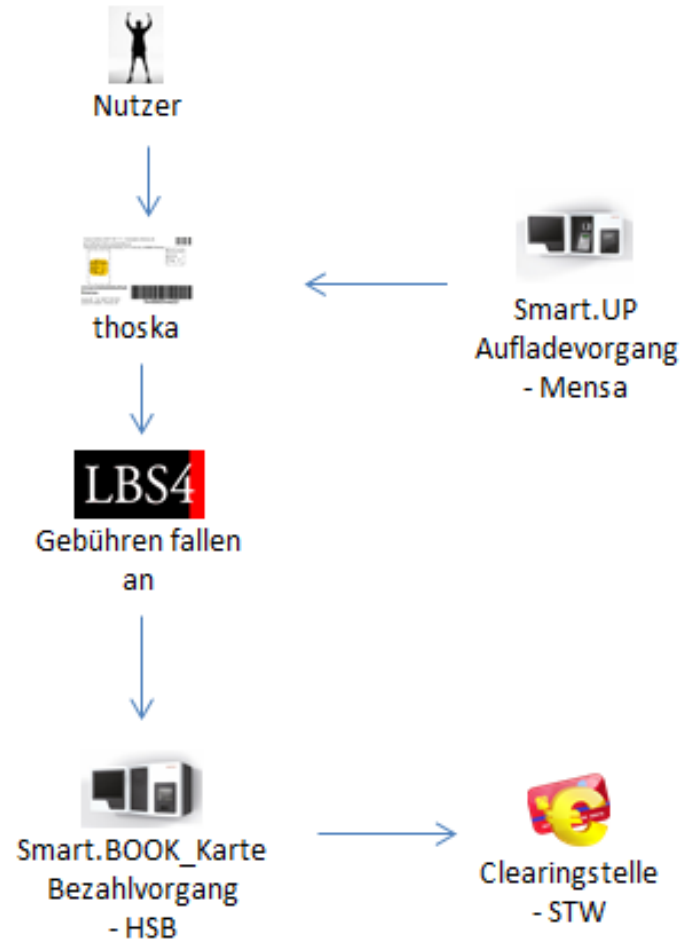 Nutzer
thoska
Smart.UP
Aufladevorgang
- Mensa
LBS4
Gebühren fallen
an
Smart.BOOK_Karte
Bezahlvorgang
- HSB
Clearingstelle
- STW